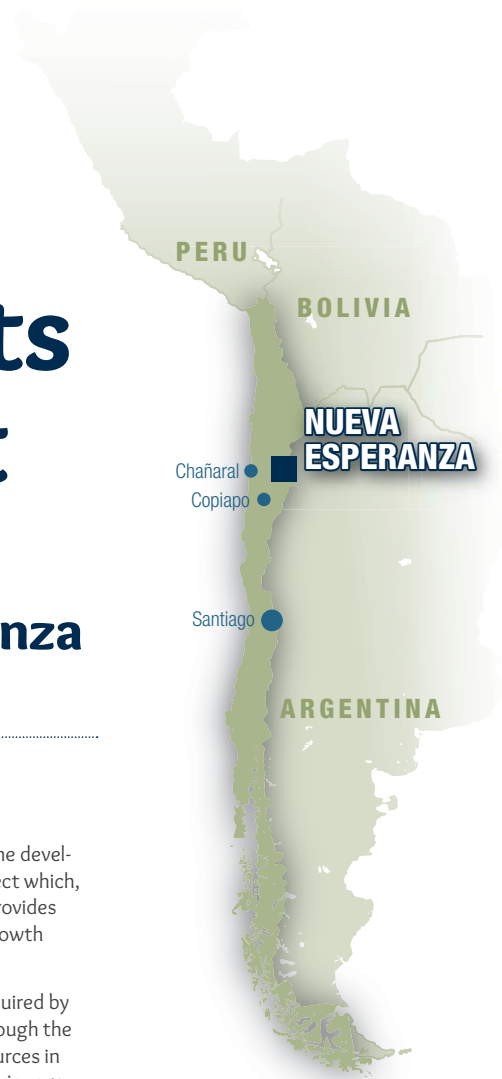 PERU
BOLIVIA
ts
t
NUEVA
ESPERANZA
Chañaral
Copiapo
Santiago
nza
ARGENTINA
ne devel-
ect which,
rovides
owth
uired by
ough the
urces in